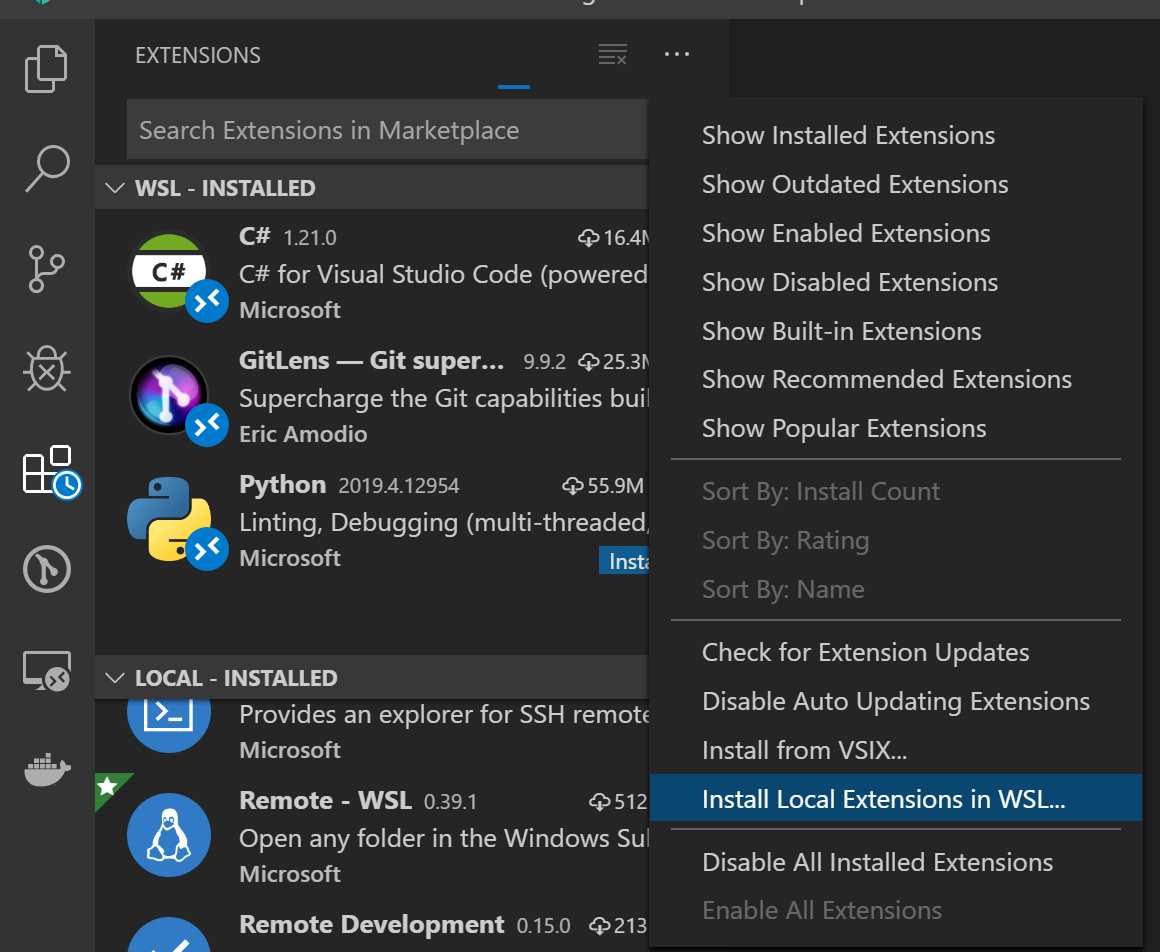 EXTENSIONS
Search Extensions in Marketplace
WSL - INSTALLED
C# 1.21.0 16.4M
C# for Visual Studio Code (powered
Microsoft
GitLens — Git super... 9.9.2 25.3M
Supercharge the Git capabilities
Eric Amodio
Python 2019.4.12954 55.9M
Linting, Debugging (multi-threaded,
Microsoft
LOCAL - INSTALLED
Provides an explorer for SSH
Microsoft
Remote - WSL 0.39.1 512
Open any folder in the Windows
Microsoft
Remote Development 0.15.0 213
Show Installed Extensions
Show Outdated Extensions
Show Enabled Extensions
Show Disabled Extensions
Show Built-in Extensions
Show Recommended Extensions
Show Popular Extensions
Sort By: Install Count
Sort By: Rating
Sort By: Name
Check for Extension Updates
Disable Auto Updating Extensions
Install from VSIX...
Install Local Extensions in WSL...
Disable All Installed Extensions
Enable All Extensions